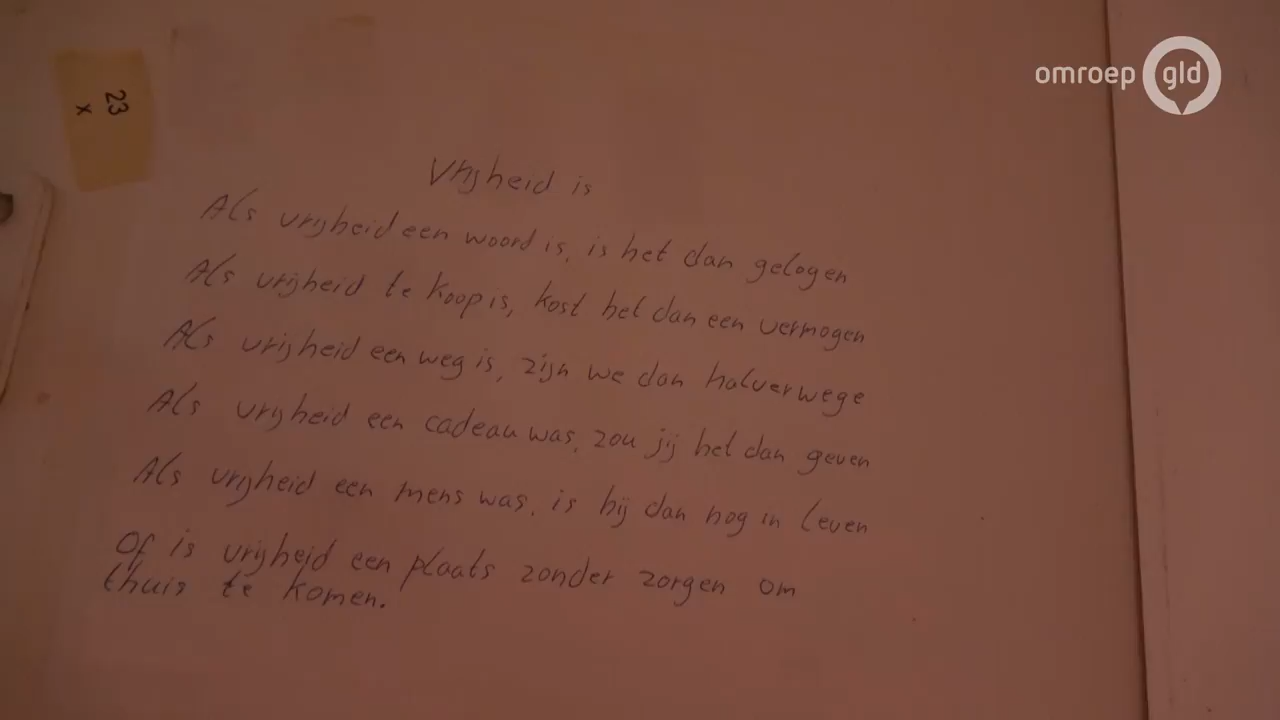 omroep gld
23
x
Vrijheid is
Als vrijheid een woord is, is het dan gelogen
Als vrijheid te koop is, kost het dan een vermogen
Als vrijheid een weg is, zijn we dan halverwege
Als vrijheid een cadeau was, zou jij het dan geven
Als vrijheid een mens was, is hij dan nog in leven
Of is vrijheid een plaats zonder zorgen om
thuis te komen.